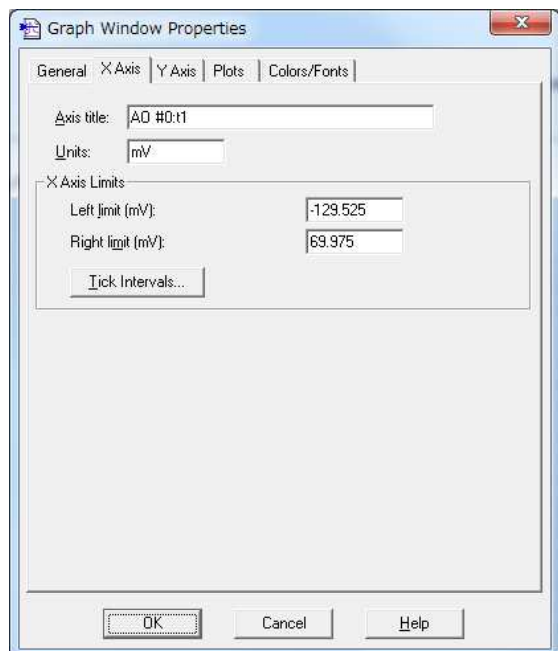 Graph Window Properties
General X Axis Y Axis Plots Colors/Fonts
Axis title: AO #0:t1
Units: mV
X Axis Limits
Left limit (mV): -129.525
Right limit (mV): 69.975
Tick Intervals...
OK Cancel Help